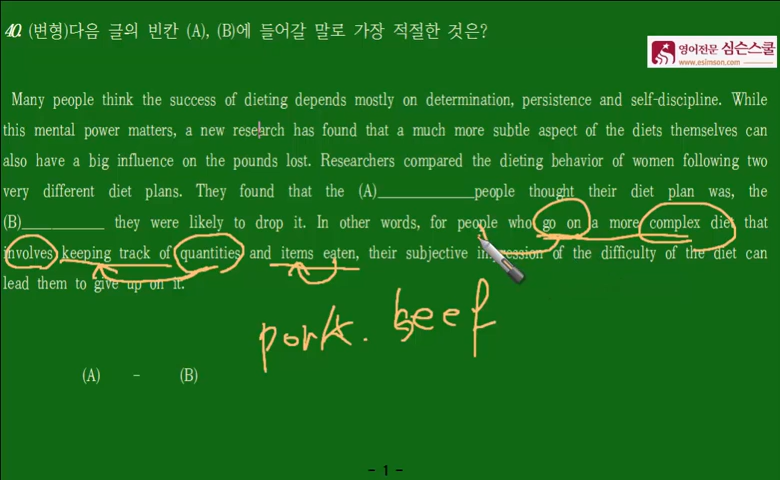 40. (변형)다음 글의 빈칸 (A), (B)에 들어갈 말로 가장 적절한 것은?
영어전문 심슨스쿨
www.esimson.com
Many people think the success of dieting depends mostly on determination, persistence and self-discipline. While
this mental power matters, a new research has found that a much more subtle aspect of the diets themselves can
also have a big influence on the pounds lost. Researchers compared the dieting behavior of women following two
very different diet plans. They found that the (A)____________people thought their diet plan was, the
(B)____________ they were likely to drop it. In other words, for people who go on a more complex diet that
involves keeping track of quantities and items eaten, their subjective impression of the difficulty of the diet can
lead them to give up on it.
pork. beef
(A) - (B)
- 1 -